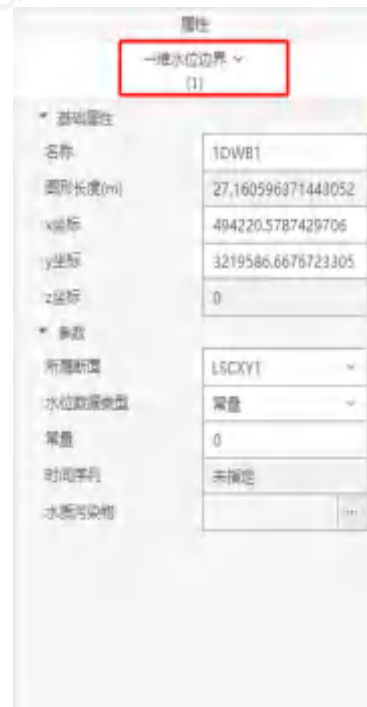 属性
一维水位边界
(1)
基础属性
名称 1DWB1
图形长度(m) 27.160596371443052
x坐标 494220.5787429706
y坐标 3219586.6676723305
z坐标 0
参数
所属断面 LSCXY1
水位数据类型 常量
常量 0
时间序列 未指定
水质污染物 ...